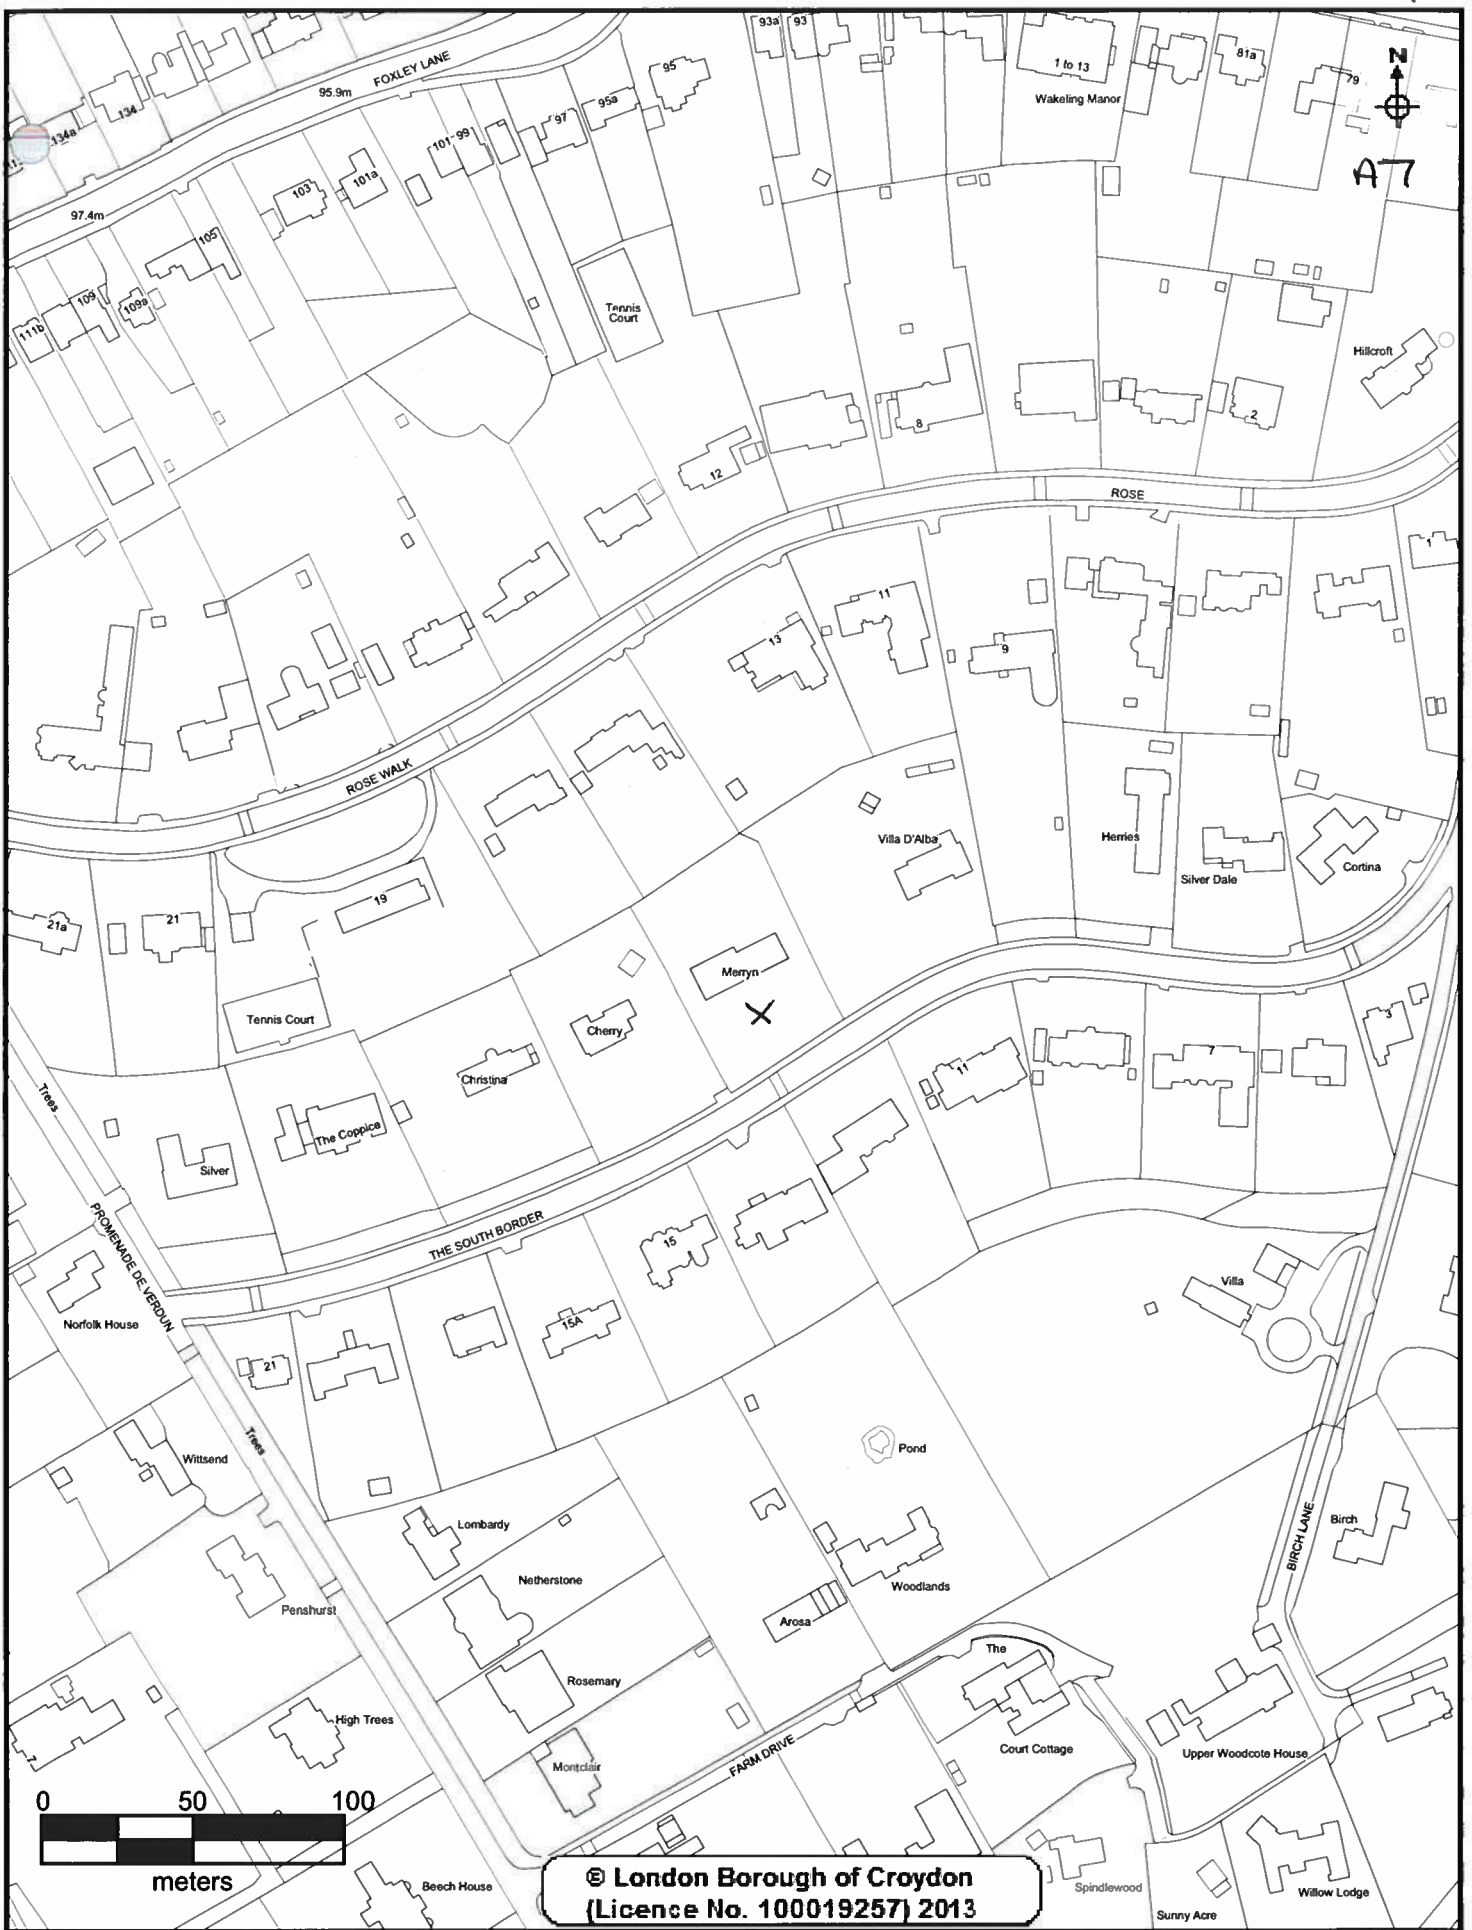 93a
93
95
FOXLEY LANE
95.9m
1 to 13
Wakeling Manor
81a
79
N
A7
134
134a
95a
97
101-99
101a
103
97.4m
105
109
109a
111b
Tennis
Court
Hillcroft
8
2
12
ROSE
1
11
13
9
ROSE WALK
Villa D'Alba
Herries
Silver Dale
Cortina
19
21a
21
Merryn
X
Tennis Court
Cherry
3
Christina
11
7
Trees
The Coppice
Silver
PROMENADE DE VERDUN
THE SOUTH BORDER
15
Villa
Norfolk House
15A
21
Trees
Wittsend
Pond
Lombardy
Birch
BIRCH LANE
Netherstone
Woodlands
Penshurst
Arosa
The
Rosemary
High Trees
Court Cottage
Upper Woodcote House
7
Montclair
FARM DRIVE
0 50 100
meters
Beech House
© London Borough of Croydon
(Licence No. 100019257) 2013
Spindlewood
Willow Lodge
Sunny Acre